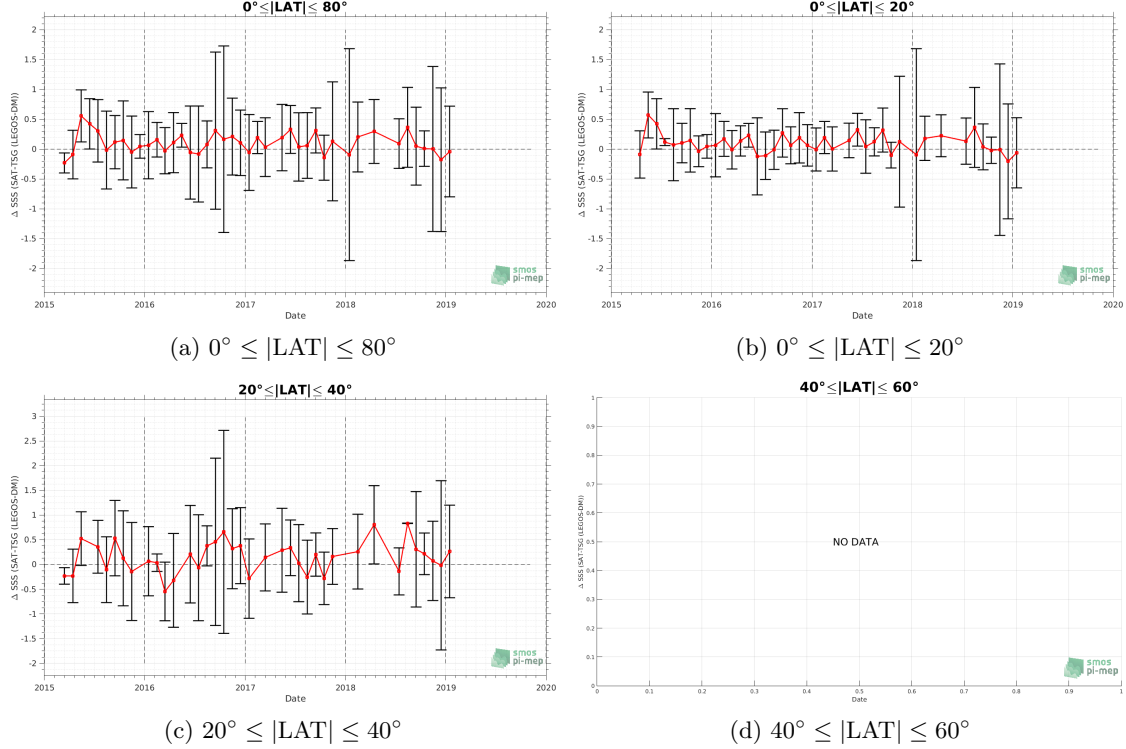 0°≤|LAT|≤ 80°
2
1.5
1
0.5
0
-0.5
-1
-1.5
-2
Δ SSS (SAT-TSG (LEGOS-DM))
2015 2016 2017 2018 2019 2020
Date
smos
pi-mep
(a) 0° ≤ |LAT| ≤ 80°
0°≤|LAT|≤ 20°
2
1.5
1
0.5
0
-0.5
-1
-1.5
-2
Δ SSS (SAT-TSG (LEGOS-DM))
2015 2016 2017 2018 2019 2020
Date
smos
pi-mep
(b) 0° ≤ |LAT| ≤ 20°
20°≤|LAT|≤ 40°
3
2.5
2
1.5
1
0.5
0
-0.5
-1
-1.5
-2
Δ SSS (SAT-TSG (LEGOS-DM))
2015 2016 2017 2018 2019 2020
Date
smos
pi-mep
(c) 20° ≤ |LAT| ≤ 40°
40°≤|LAT|≤ 60°
1
0.9
0.8
0.7
0.6
0.5
0.4
0.3
0.2
0.1
0
Δ SSS (SAT-TSG (LEGOS-DM))
NO DATA
0 0.1 0.2 0.3 0.4 0.5 0.6 0.7 0.8 0.9 1
Date
smos
pi-mep
(d) 40° ≤ |LAT| ≤ 60°